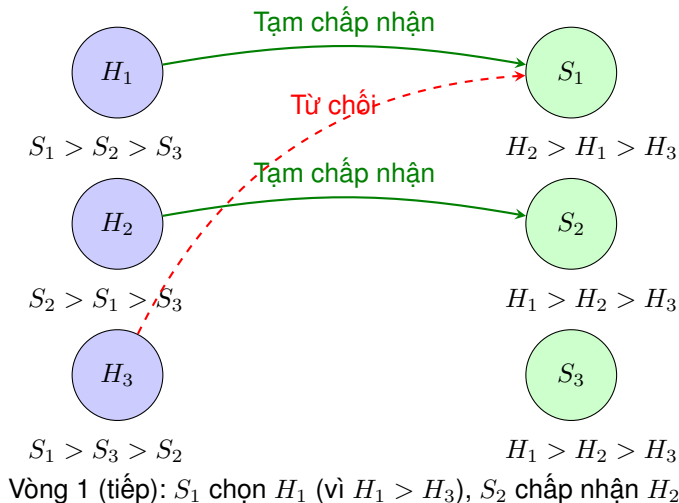 Tạm chấp nhận
H₁ S₁
Từ chối
S₁ > S₂ > S₃ H₂ > H₁ > H₃
Tạm chấp nhận
H₂ S₂
S₂ > S₁ > S₃ H₁ > H₂ > H₃
H₃ S₃
S₁ > S₃ > S₂ H₁ > H₂ > H₃
Vòng 1 (tiếp): S₁ chọn H₁ (vì H₁ > H₃), S₂ chấp nhận H₂